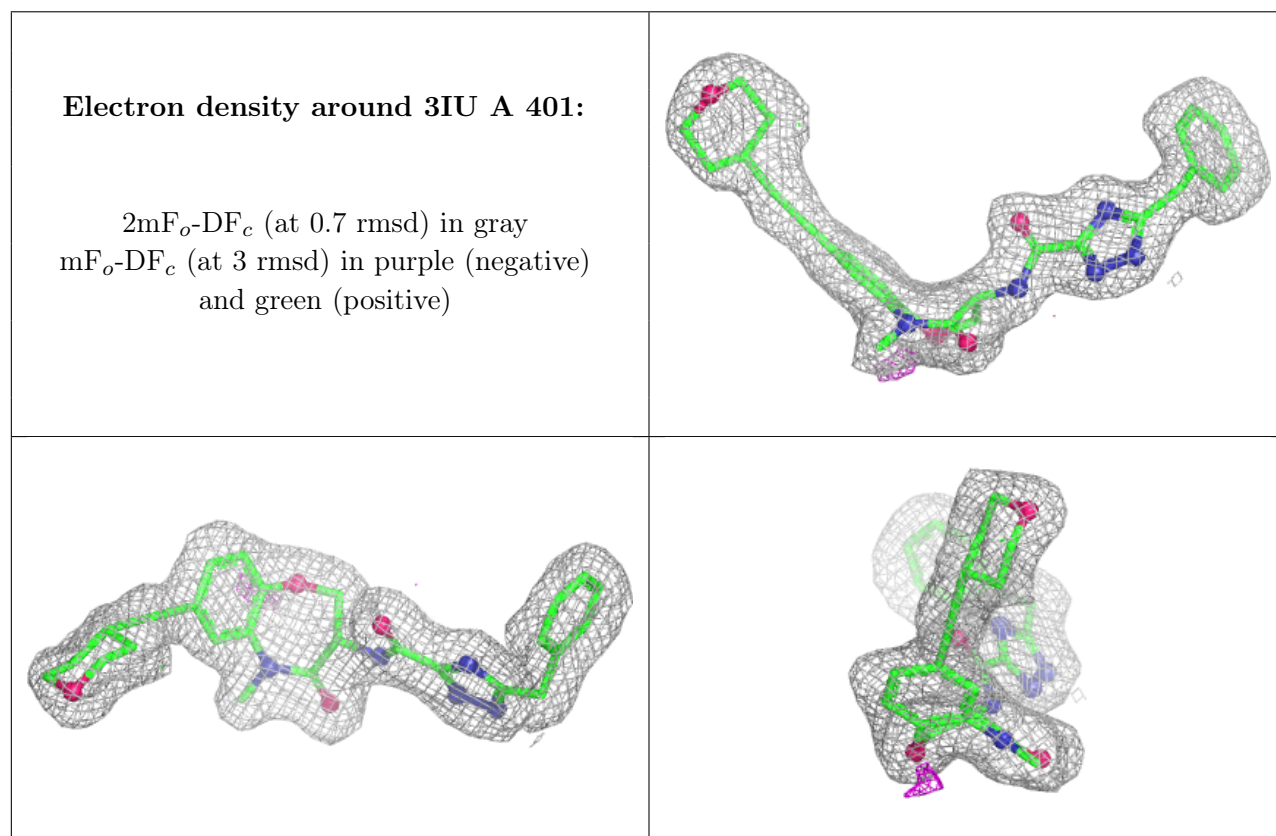 Electron density around 3IU A 401:
2mFo-DFc (at 0.7 rmsd) in gray
mFo-DFc (at 3 rmsd) in purple (negative)
and green (positive)